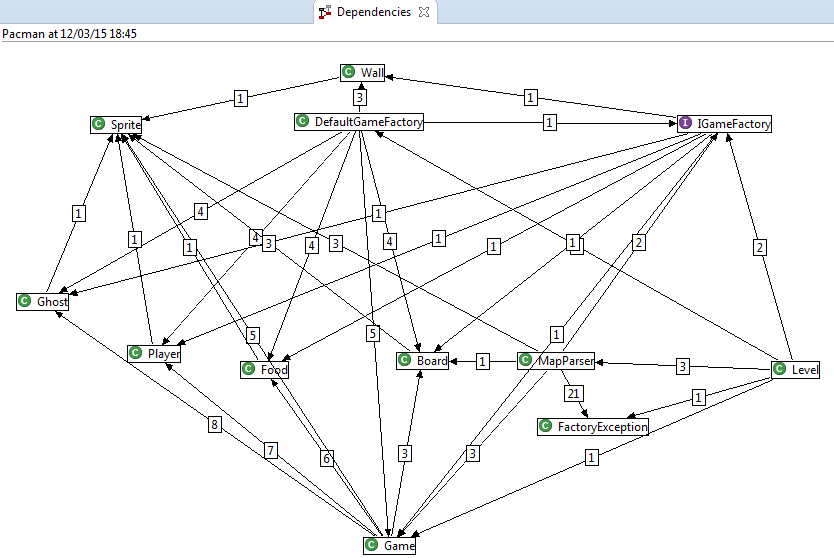 Dependencies
Pacman at 12/03/15 18:45
C Wall
1
3
1
C Sprite
C DefaultGameFactory
1
I IGameFactory
1
4
1
1
1
4
3
4
3
4
1
1
1
2
2
C Ghost
5
5
1
C Player
C Food
C Board
1
C MapParser
3
C Level
21
1
C FactoryException
8
7
6
3
3
1
C Game